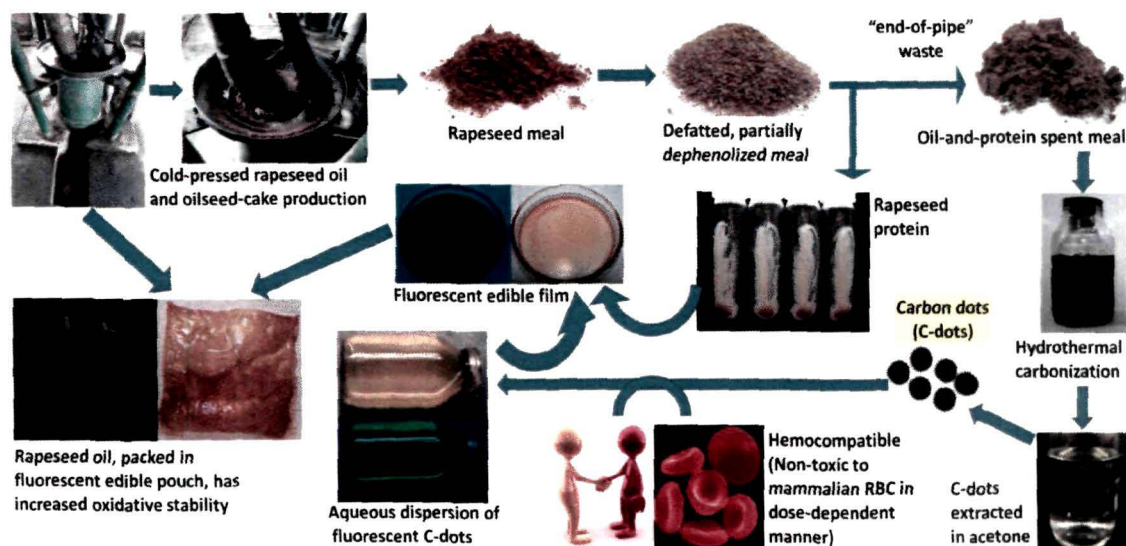 "end-of-pipe"
waste
Rapeseed meal
Defatted, partially
dephenolized meal
Oil-and-protein spent meal
Cold-pressed rapeseed oil
and oilseed-cake production
Rapeseed
protein
Fluorescent edible film
Carbon dots
(C-dots)
Hydrothermal
carbonization
Rapeseed oil, packed in
fluorescent edible pouch, has
increased oxidative stability
Aqueous dispersion of
fluorescent C-dots
Hemocompatible
(Non-toxic to
mammalian RBC in
dose-dependent
manner)
C-dots
extracted
in acetone